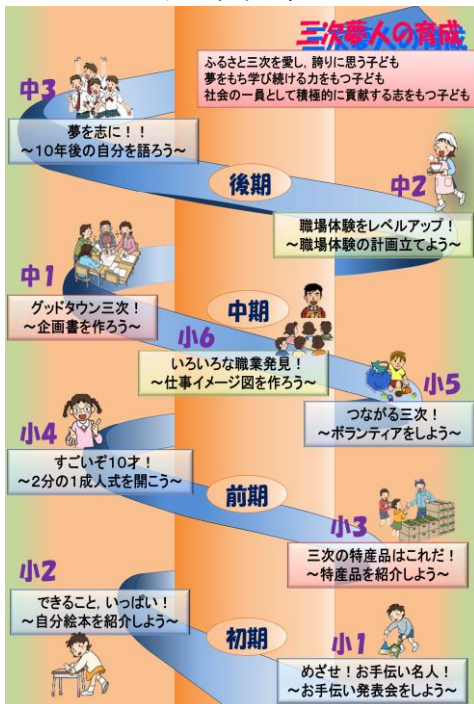 三次夢人の育成
ふるさと三次を愛し,誇りに思う子ども
夢をもち学び続ける力をもつ子ども
社会の一員として積極的に貢献する志をもつ子ども
中3
夢を志に！！
～10年後の自分を語ろう～
後期
中2
職場体験をレベルアップ！
～職場体験の計画立てよう～
中1
グッドタウン三次！
～企画書を作ろう～
中期
小6
いろいろな職業発見！
～仕事イメージ図を作ろう～
小5
つながる三次！
～ボランティアをしよう～
小4
すごいぞ10才！
～2分の1成人式を開こう～
前期
小3
三次の特産品はこれだ！
～特産品を紹介しよう～
小2
できること,いっぱい！
～自分絵本を紹介しよう～
初期
小1
めざせ！お手伝い名人！
～お手伝い発表会をしよう～